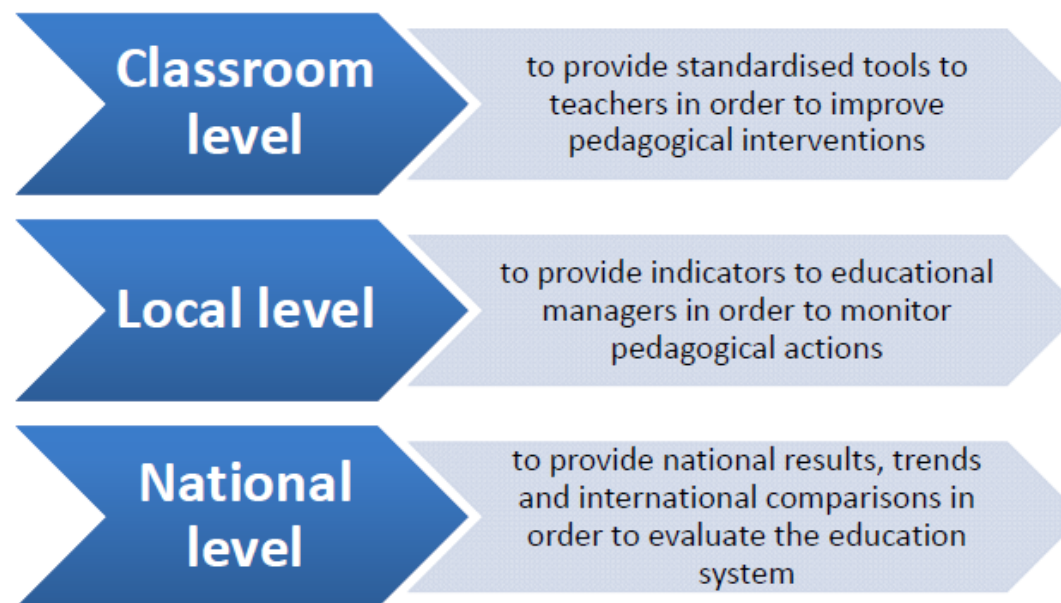 Classroom
level
to provide standardised tools to
teachers in order to improve
pedagogical interventions
Local level
to provide indicators to educational
managers in order to monitor
pedagogical actions
National
level
to provide national results, trends
and international comparisons in
order to evaluate the education
system